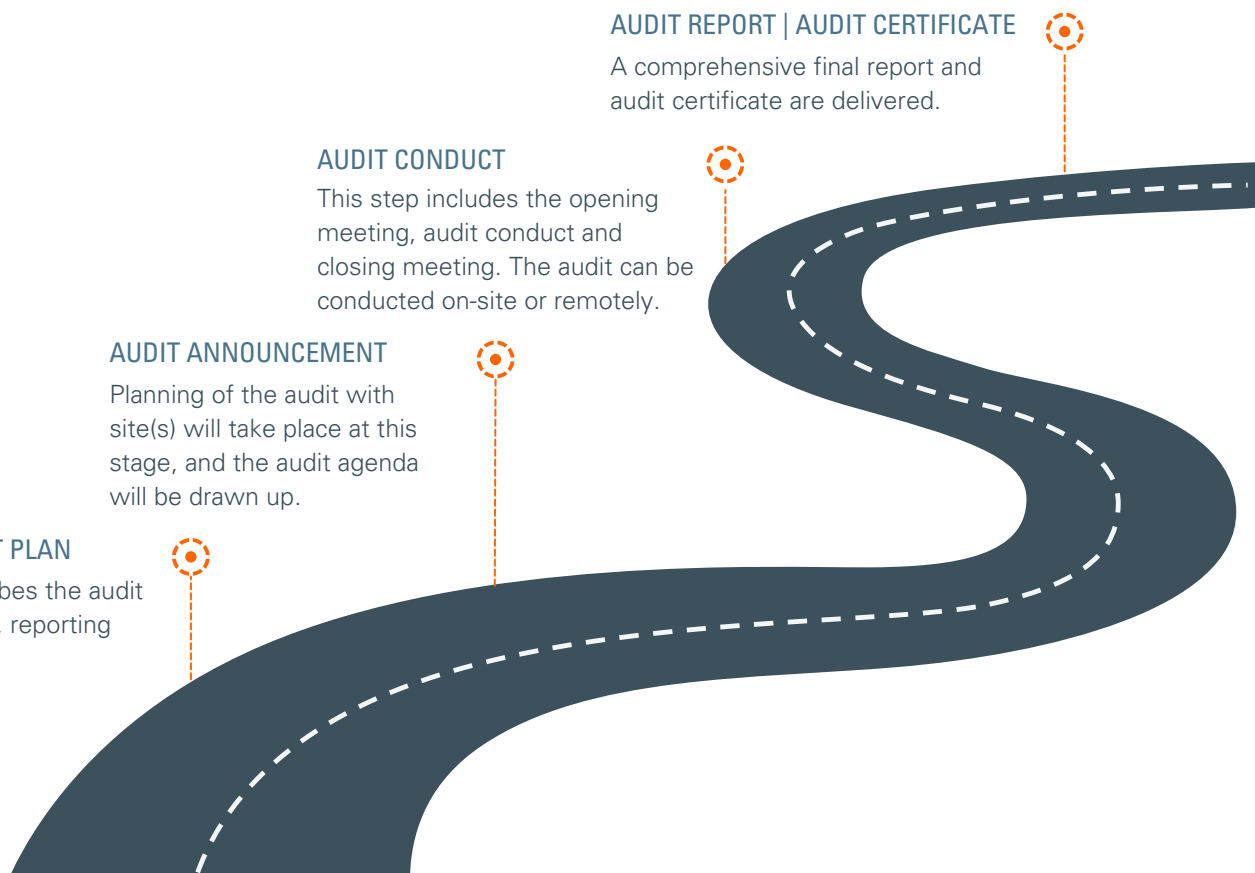 AUDIT REPORT | AUDIT CERTIFICATE
A comprehensive final report and
audit certificate are delivered.
AUDIT CONDUCT
This step includes the opening
meeting, audit conduct and
closing meeting. The audit can be
conducted on-site or remotely.
AUDIT ANNOUNCEMENT
Planning of the audit with
site(s) will take place at this
stage, and the audit agenda
will be drawn up.
PLAN
the audit
reporting